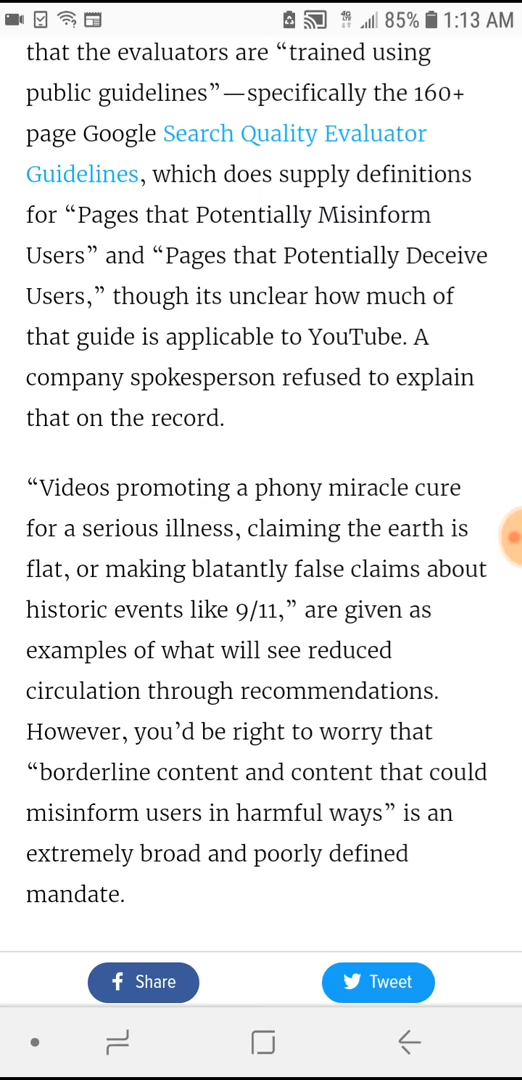 85% 1:13 AM
that the evaluators are “trained using
public guidelines”—specifically the 160+
page Google Search Quality Evaluator
Guidelines, which does supply definitions
for “Pages that Potentially Misinform
Users” and “Pages that Potentially Deceive
Users,” though its unclear how much of
that guide is applicable to YouTube. A
company spokesperson refused to explain
that on the record.
“Videos promoting a phony miracle cure
for a serious illness, claiming the earth is
flat, or making blatantly false claims about
historic events like 9/11,” are given as
examples of what will see reduced
circulation through recommendations.
However, you’d be right to worry that
“borderline content and content that could
misinform users in harmful ways” is an
extremely broad and poorly defined
mandate.
Share Tweet